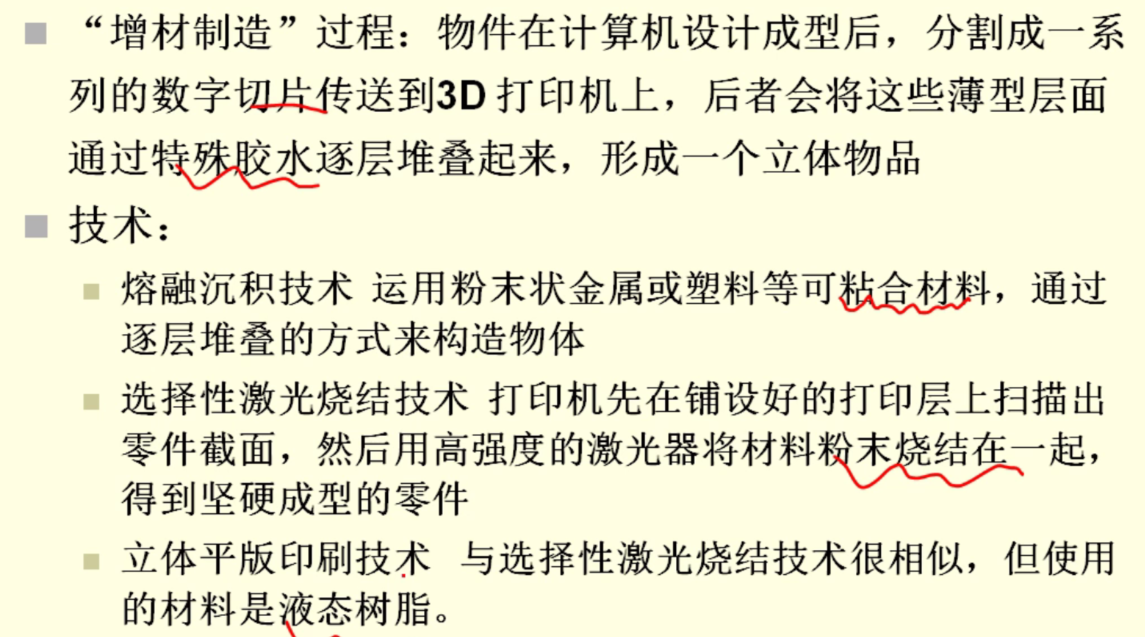 “增材制造”过程：物件在计算机设计成型后，分割成一系
列的数字切片传送到3D 打印机上，后者会将这些薄型层面
通过特殊胶水逐层堆叠起来，形成一个立体物品
技术：
熔融沉积技术 运用粉末状金属或塑料等可粘合材料，通过
逐层堆叠的方式来构造物体
选择性激光烧结技术 打印机先在铺设好的打印层上扫描出
零件截面，然后用高强度的激光器将材料粉末烧结在一起，
得到坚硬成型的零件
立体平版印刷技术 与选择性激光烧结技术很相似，但使用
的材料是液态树脂。